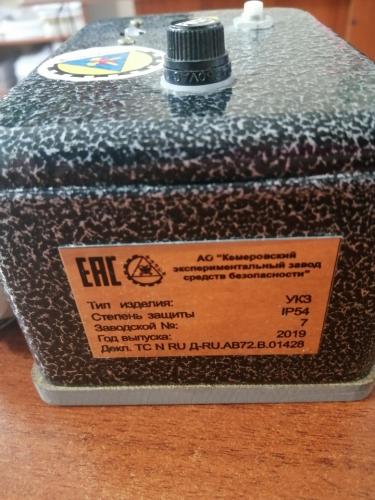 EAC
АО "Кемеровский
экспериментальный завод
средств безопасности"
Тип изделия: УКЗ
Степень защиты IP54
Заводской №: 7
Год выпуска: 2019
Декл. ТС N RU Д-RU.АВ72.В.01428